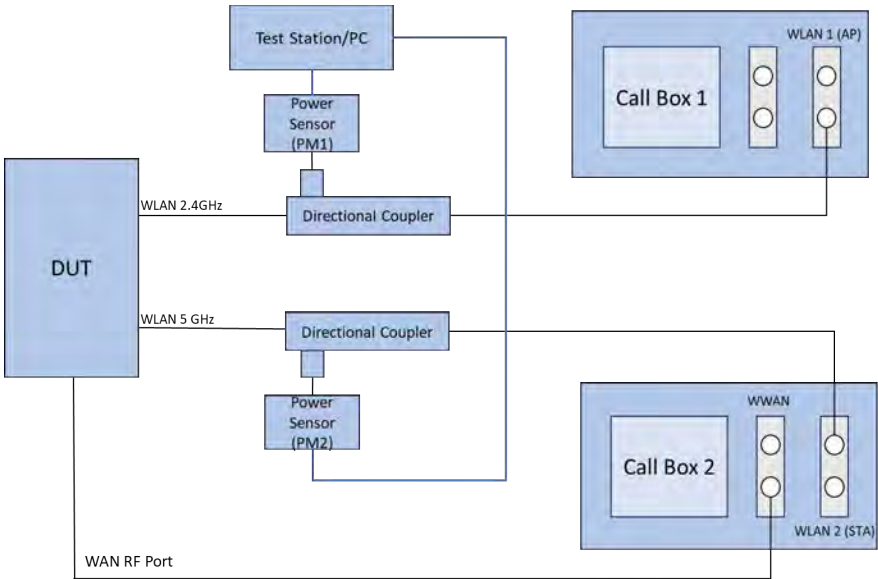 Test Station/PC
WLAN 1 (AP)
Call Box 1
Power
Sensor
(PM1)
WLAN 2.4GHz
Directional Coupler
DUT
WLAN 5 GHz
Directional Coupler
Power
Sensor
(PM2)
WWAN
Call Box 2
WLAN 2 (STA)
WAN RF Port